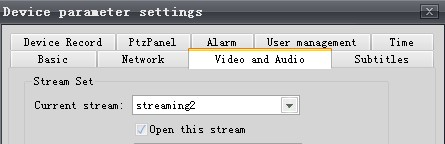 Device parameter settings
Device Record PtzPanel Alarm User management Time
Basic Network Video and Audio Subtitles
Stream Set
Current stream: streaming2
Open this stream